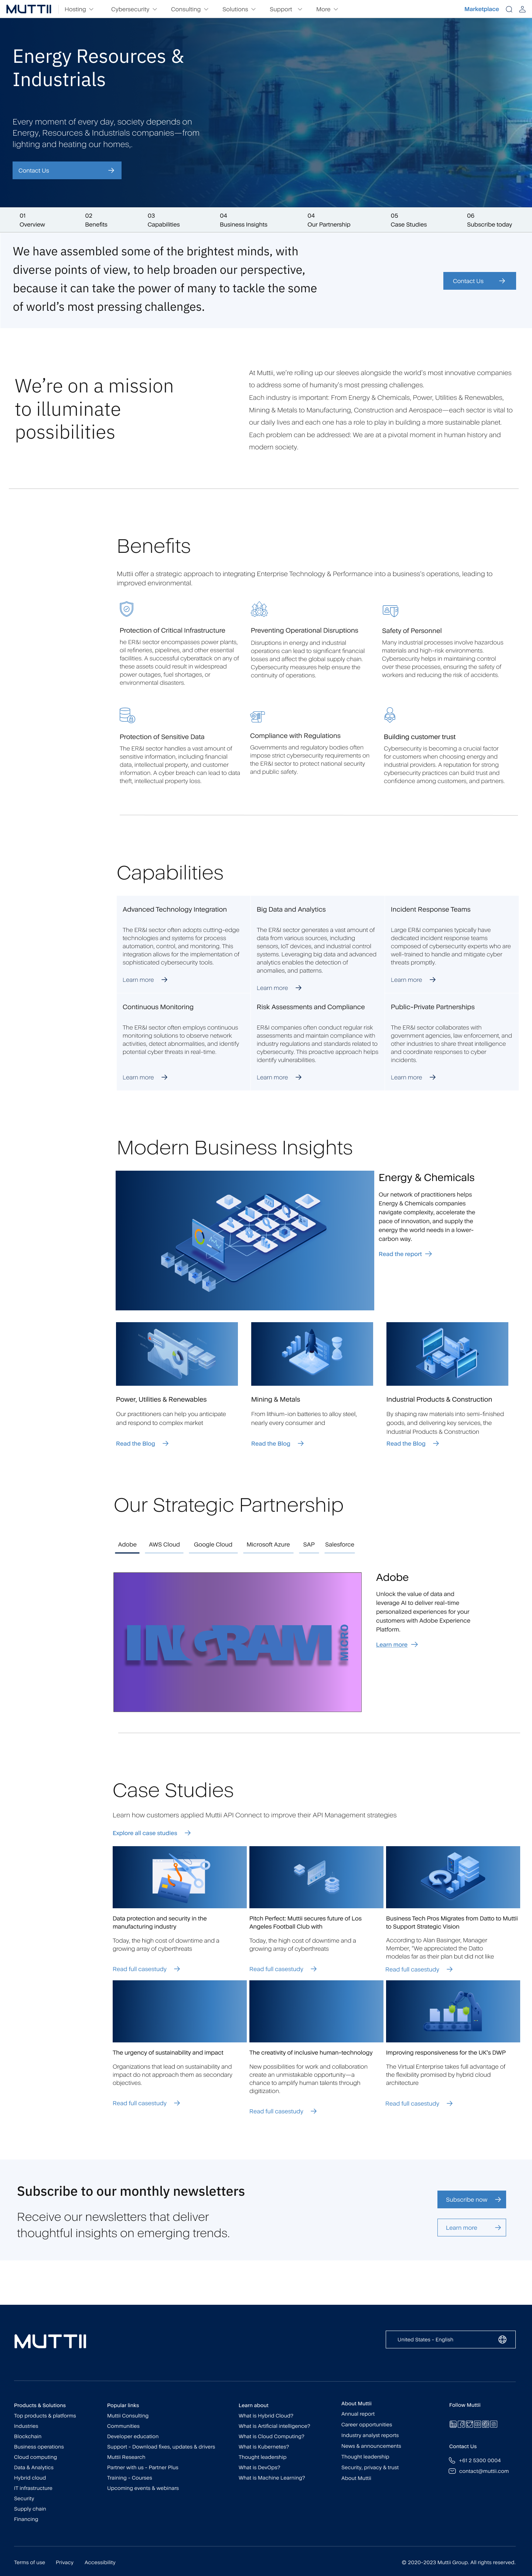 MUTTII
Hosting
Cybersecurity
Consulting
Solutions
Support
More
Marketplace
Energy Resources &
Industrials
Every moment of every day, society depends on
Energy, Resources & Industrials companies—from
lighting and heating our homes,.
Contact Us
01
Overview
02
Benefits
03
Capabilities
04
Business Insights
04
Our Partnership
05
Case Studies
06
Subscribe today
We have assembled some of the brightest minds, with
diverse points of view, to help broaden our perspective,
because it can take the power of many to tackle the some
of world’s most pressing challenges.
Contact Us
We’re on a mission
to illuminate
possibilities
At Muttii, we’re rolling up our sleeves alongside the world’s most innovative companies
to address some of humanity’s most pressing challenges.
Each industry is important: From Energy & Chemicals, Power, Utilities & Renewables,
Mining & Metals to Manufacturing, Construction and Aerospace—each sector is vital to
our daily lives and each one has a role to play in building a more sustainable planet.
Each problem can be addressed: We are at a pivotal moment in human history and
modern society.
Benefits
Muttii offer a strategic approach to integrating Enterprise Technology & Performance into a business’s operations, leading to
improved environmental
Protection of Critical Infrastructure
he ER&I sector encompasses power plants,
oil refineries, pipelines, and other essential
facilities. A successful cyberattack on any of
these assets could result in widespread
power outages, fuel shortages, or
environmental disasters.
Preventing Operational Disruptions
Disruptions in energy and industrial
operations can lead to significant financial
losses and affect the global supply chain.
Cybersecurity measures help ensure the
continuity of operations.
Safety of Personnel
Many industrial processes involve hazardous
materials and high-risk environments.
Cybersecurity helps in maintaining control
over these processes, ensuring the safety of
workers and reducing the risk of accidents.
Protection of Sensitive Data
The ER&I sector handles a vast amount of
sensitive information, including financial
data, intellectual property, and customer
information. A cyber breach can lead to data
theft, intellectual property loss.
Compliance with Regulations
Governments and regulatory bodies often
impose strict cybersecurity requirements on
the ER&I sector to protect national security
and public safety.
Building customer trust
Cybersecurity is becoming a crucial factor
for customers when choosing energy and
industrial providers. A reputation for strong
cybersecurity practices can build trust and
confidence among customers, and partners.
Capabilities
Advanced Technology Integration
The ER&I sector often adopts cutting-edge
technologies and systems for process
automation, control, and monitoring. This
integration allows for the implementation of
sophisticated cybersecurity tools.
Learn more
Big Data and Analytics
The ER&I sector generates a vast amount of
data from various sources, including
sensors, IoT devices, and industrial control
systems. Leveraging big data and advanced
analytics enables the detection of
anomalies, and patterns.
Learn more
Incident Response Teams
Large ER&I companies typically have
dedicated incident response teams
composed of cybersecurity experts who are
well-trained to handle and mitigate cyber
threats promptly.
Learn more
Continuous Monitoring
The ER&I sector often employs continuous
monitoring solutions to observe network
activities, detect abnormalities, and identify
potential cyber threats in real-time.
Learn more
Risk Assessments and Compliance
ER&I companies often conduct regular risk
assessments and maintain compliance with
industry regulations and standards related to
cybersecurity. This proactive approach helps
identify vulnerabilities.
Learn more
Public-Private Partnerships
The ER&I sector collaborates with
government agencies, law enforcement, and
other industries to share threat intelligence
and coordinate responses to cyber
incidents.
Learn more
Modern Business Insights
Energy & Chemicals
Our network of practitioners helps
Energy & Chemicals companies
navigate complexity, accelerate the
pace of innovation, and supply the
energy the world needs in a lower-
carbon way.
Read the report
Power, Utilities & Renewables
Our practitioners can help you anticipate
and respond to complex market
Read the Blog
Mining & Metals
From lithium-ion batteries to alloy steel,
nearly every consumer and
Read the Blog
Industrial Products & Construction
By shaping raw materials into semi-finished
goods, and delivering key services, the
Industrial Products & Construction
Read the Blog
Our Strategic Partnership
Adobe
AWS Cloud
Google Cloud
Microsoft Azure
SAP
Salesforce
INGRAM
MICRO
Adobe
Unlock the value of data and
leverage AI to deliver real-time
personalized experiences for your
customers with Adobe Experience
Platform.
Learn more
Case Studies
Learn how customers applied Muttii API Connect to improve their API Management strategies
Explore all case studies
Data protection and security in the
manufacturing industry
Today, the high cost of downtime and a
growing array of cyberthreats
Read full casestudy
Pitch Perfect: Muttii secures future of Los
Angeles Football Club with
Today, the high cost of downtime and a
growing array of cyberthreats
Read full casestudy
Business Tech Pros Migrates from Datto to Muttii
to Support Strategic Vision
According to Alan Basinger, Manager
Member, “We appreciated the Datto
modelas far as their plan but did not like
Read full casestudy
The urgency of sustainability and impact
Organizations that lead on sustainability and
impact do not approach them as secondary
objectives.
Read full casestudy
The creativity of inclusive human-technology
New possibilities for work and collaboration
create an unmistakable opportunity—a
chance to amplify human talents through
digitization.
Read full casestudy
Improving responsiveness for the UK’s DWP
The Virtual Enterprise takes full advantage of
the flexibility promised by hybrid cloud
architecture
Read full casestudy
Subscribe to our monthly newsletters
Receive our newsletters that deliver
thoughtful insights on emerging trends.
Subscribe now
Learn more
MUTTII
United States - English
Products & Solutions
Top products & platforms
Industries
Blockchain
Business operations
Cloud computing
Data & Analytics
Hybrid cloud
IT infrastructure
Security
Supply chain
Financing
Popular links
Muttii Consulting
Communities
Developer education
Support - Download fixes, updates & drivers
Muttii Research
Partner with us - Partner Plus
Training - Courses
Upcoming events & webinars
Learn about
What is Hybrid Cloud?
What is Artificial intelligence?
What is Cloud Computing?
What is Kubernetes?
Thought leadership
What is DevOps?
What is Machine Learning?
About Muttii
Annual report
Career opportunities
Industry analyst reports
News & announcements
Thought leadership
Security, privacy & trust
About Muttii
Follow Muttii
Contact Us
+61 2 5300 0004
contact@muttii.com
Terms of use
Privacy
Accessibility
© 2020-2023 Muttii Group. All rights reserved.